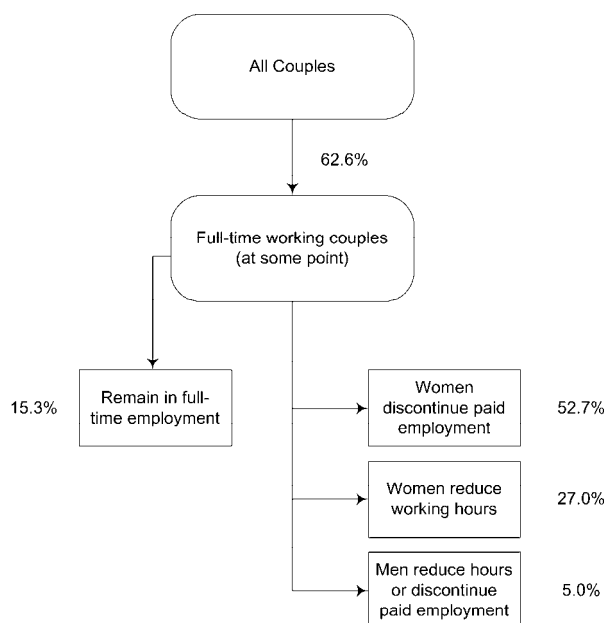 All Couples
62.6%
Full-time working couples
(at some point)
15.3%
Remain in full-
time employment
Women
discontinue paid
employment
52.7%
Women reduce
working hours
27.0%
Men reduce hours
or discontinue
paid employment
5.0%